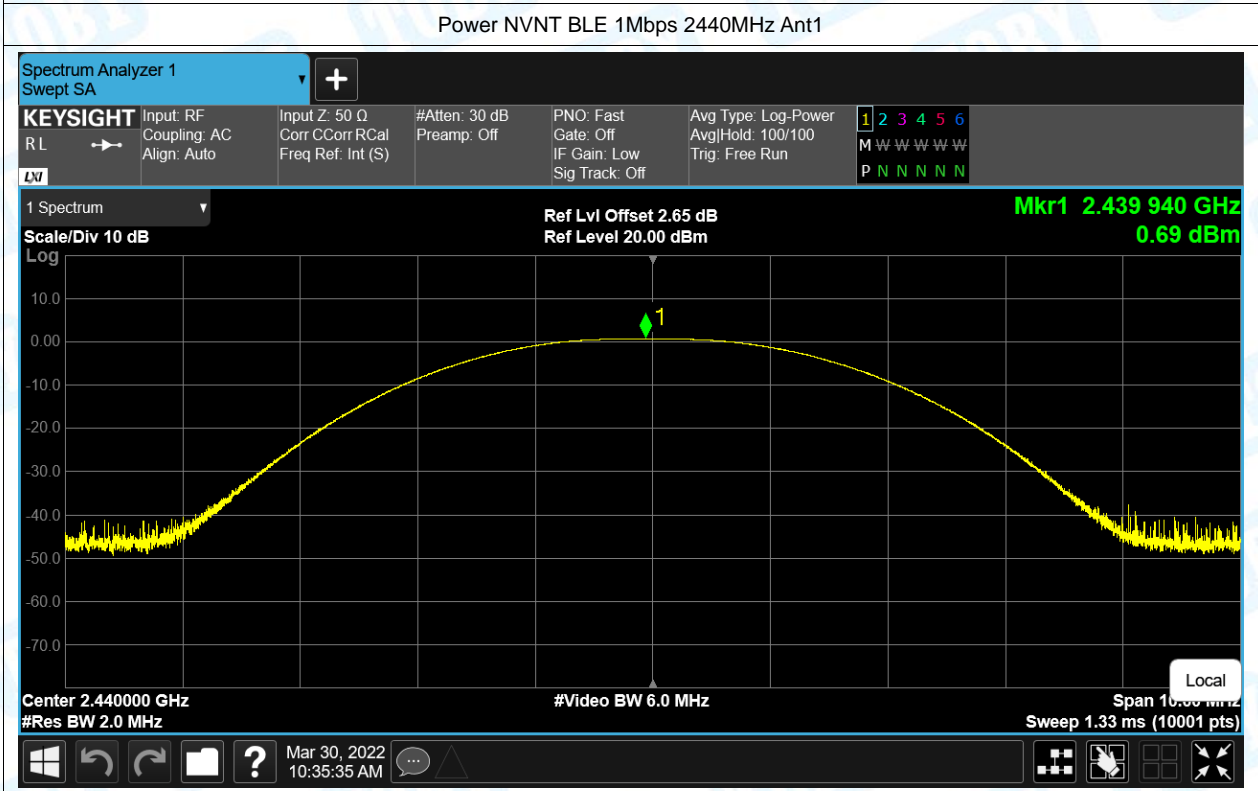 Power NVNT BLE 1Mbps 2440MHz Ant1
Spectrum Analyzer 1
Swept SA
KEYSIGHT
R L
LXI
Input: RF
Coupling: AC
Align: Auto
Input Z: 50 Ω
Corr CCorr RCal
Freq Ref: Int (S)
#Atten: 30 dB
Preamp: Off
PNO: Fast
Gate: Off
IF Gain: Low
Sig Track: Off
Avg Type: Log-Power
Avg|Hold: 100/100
Trig: Free Run
1 2 3 4 5 6
M W W W W W
P N N N N N
1 Spectrum
Scale/Div 10 dB
Ref Lvl Offset 2.65 dB
Ref Level 20.00 dBm
Mkr1 2.439 940 GHz
0.69 dBm
Log
10.0
0.00
-10.0
-20.0
-30.0
-40.0
-50.0
-60.0
-70.0
1
Local
Center 2.440000 GHz
#Res BW 2.0 MHz
#Video BW 6.0 MHz
Span 10.00 MHz
Sweep 1.33 ms (10001 pts)
?
Mar 30, 2022
10:35:35 AM